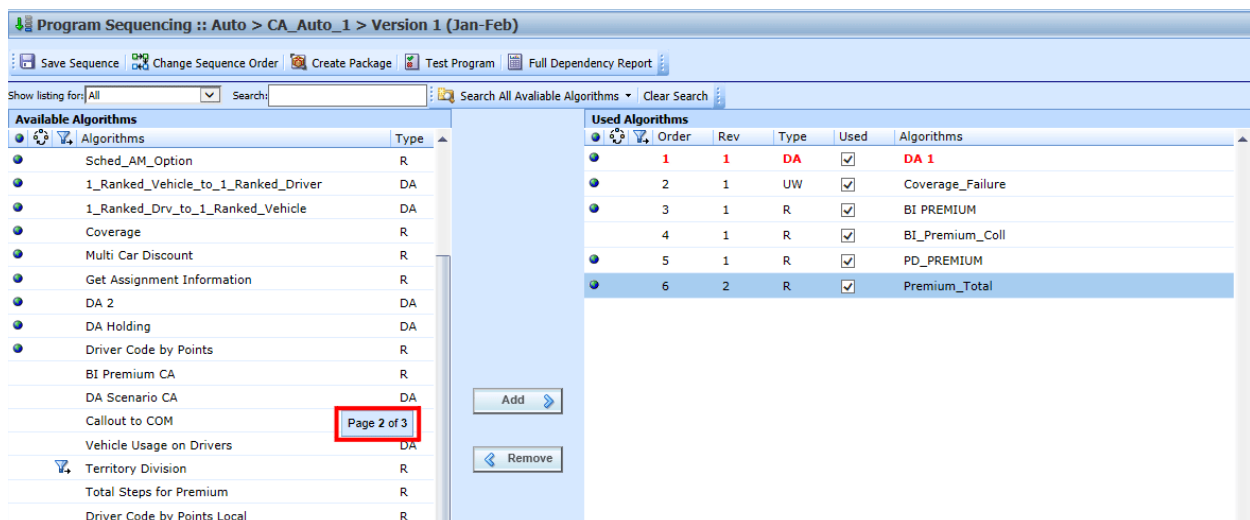 Program Sequencing :: Auto > CA_Auto_1 > Version 1 (Jan-Feb)
Save Sequence Change Sequence Order Create Package Test Program Full Dependency Report
Show listing for: All Search: Search All Avaliable Algorithms Clear Search
Available Algorithms
Algorithms Type
Sched_AM_Option R
1_Ranked_Vehicle_to_1_Ranked_Driver DA
1_Ranked_Drv_to_1_Ranked_Vehicle DA
Coverage R
Multi Car Discount R
Get Assignment Information R
DA 2 DA
DA Holding DA
Driver Code by Points R
BI Premium CA R
DA Scenario CA DA
Callout to COM
Page 2 of 3
Vehicle Usage on Drivers DA
Territory Division R
Total Steps for Premium R
Driver Code by Points Local R
Add
Remove
Used Algorithms
Order Rev Type Used Algorithms
1 1 DA DA 1
2 1 UW Coverage_Failure
3 1 R BI PREMIUM
4 1 R BI_Premium_Coll
5 1 R PD_PREMIUM
6 2 R Premium_Total